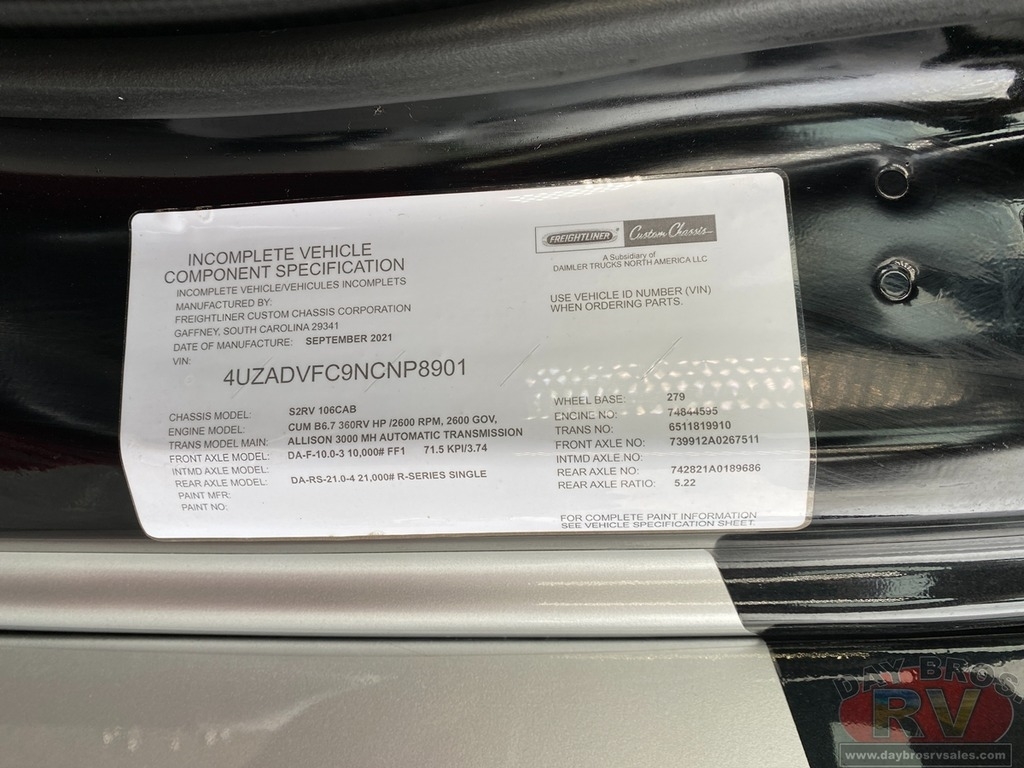 INCOMPLETE VEHICLE
COMPONENT SPECIFICATION
INCOMPLETE VEHICLE/VEHICULES INCOMPLETS
MANUFACTURED BY:
FREIGHTLINER CUSTOM CHASSIS CORPORATION
GAFFNEY, SOUTH CAROLINA 29341
DATE OF MANUFACTURE: SEPTEMBER 2021
VIN:
4UZADVFC9NCNP8901
FREIGHTLINER Custom Chassis
A Subsidiary of
DAIMLER TRUCKS NORTH AMERICA LLC
USE VEHICLE ID NUMBER (VIN)
WHEN ORDERING PARTS.
CHASSIS MODEL: S2RV 106CAB
ENGINE MODEL: CUM B6.7 360RV HP /2600 RPM, 2600 GOV,
TRANS MODEL MAIN: ALLISON 3000 MH AUTOMATIC TRANSMISSION
FRONT AXLE MODEL: DA-F-10.0-3 10,000# FF1 71.5 KPI/3.74
INTMD AXLE MODEL:
REAR AXLE MODEL: DA-RS-21.0-4 21,000# R-SERIES SINGLE
PAINT MFR:
PAINT NO:
WHEEL BASE: 279
ENGINE NO: 74844595
TRANS NO: 6511819910
FRONT AXLE NO: 739912A0267511
INTMD AXLE.NO:
REAR AXLE NO: 742821A0189686
REAR AXLE RATIO: 5.22
FOR COMPLETE PAINT INFORMATION
SEE VEHICLE SPECIFICATION SHEET.
DAY BROS.
RV
www.daybrosrvsales.com